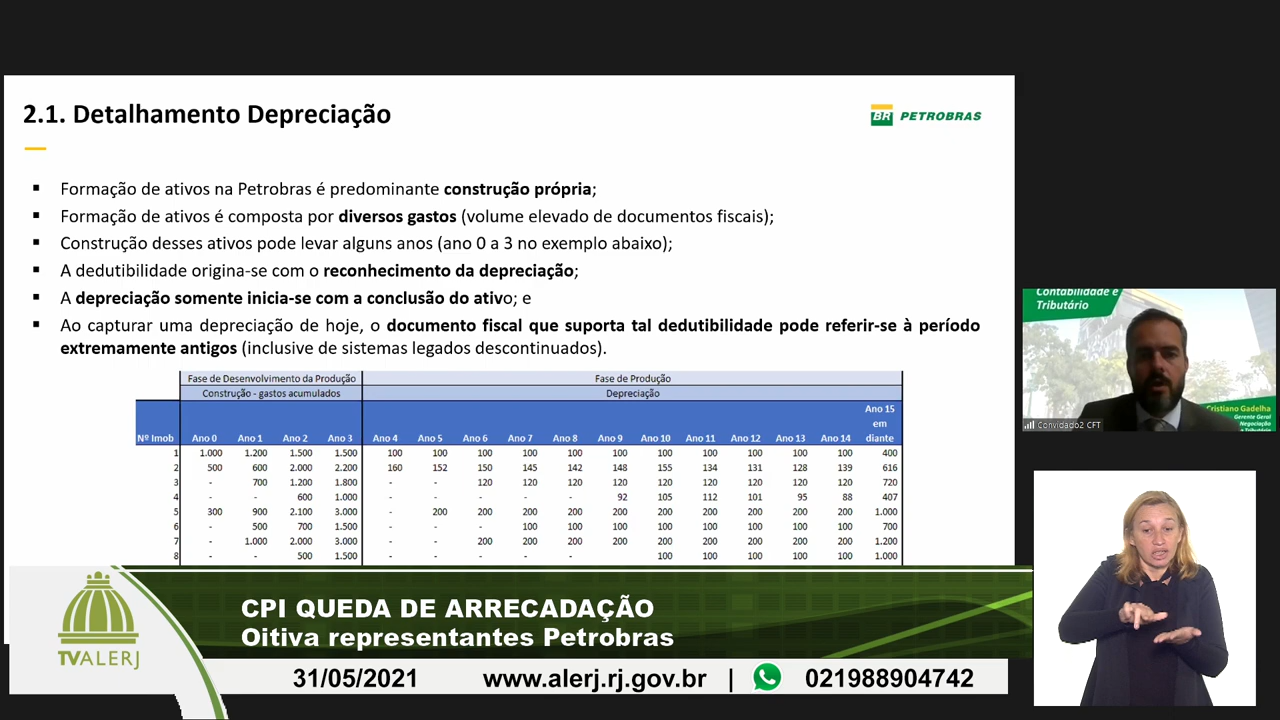 2.1. Detalhamento Depreciação
BR PETROBRAS
▪ Formação de ativos na Petrobras é predominante construção própria;
▪ Formação de ativos é composta por diversos gastos (volume elevado de documentos fiscais);
▪ Construção desses ativos pode levar alguns anos (ano 0 a 3 no exemplo abaixo);
▪ A dedutibilidade origina-se com o reconhecimento da depreciação;
▪ A depreciação somente inicia-se com a conclusão do ativo; e
▪ Ao capturar uma depreciação de hoje, o documento fiscal que suporta tal dedutibilidade pode referir-se à período
extremamente antigos (inclusive de sistemas legados descontinuados).
Fase de Desenvolvimento da Produção Fase de Produção
Construção - gastos acumulados Depreciação
Nº Imob Ano 0 Ano 1 Ano 2 Ano 3 Ano 4 Ano 5 Ano 6 Ano 7 Ano 8 Ano 9 Ano 10 Ano 11 Ano 12 Ano 13 Ano 14 Ano 15 em diante
1 1.000 1.200 1.500 1.500 100 100 100 100 100 100 100 100 100 100 100 400
2 500 600 2.000 2.200 160 152 150 145 142 148 155 134 131 128 139 616
3 - 700 1.200 1.800 - - 120 120 120 120 120 120 120 120 120 720
4 - - 600 1.000 - - - - - 92 105 112 101 95 88 407
5 300 900 2.100 3.000 - 200 200 200 200 200 200 200 200 200 200 1.000
6 - 500 700 1.500 - - - 100 100 100 100 100 100 100 100 700
7 - 1.000 2.000 3.000 - - 200 200 200 200 200 200 200 200 200 1.200
8 - - 500 1.500 - - - - - 100 100 100 100 100 1.000
Contabilidade e
Tributário
Cristiano Gadelha
Gerente Geral
Negociação
e Tributária
Convidado2 CFT
TVALERJ
CPI QUEDA DE ARRECADAÇÃO
Oitiva representantes Petrobras
31/05/2021 www.alerj.rj.gov.br | 021988904742